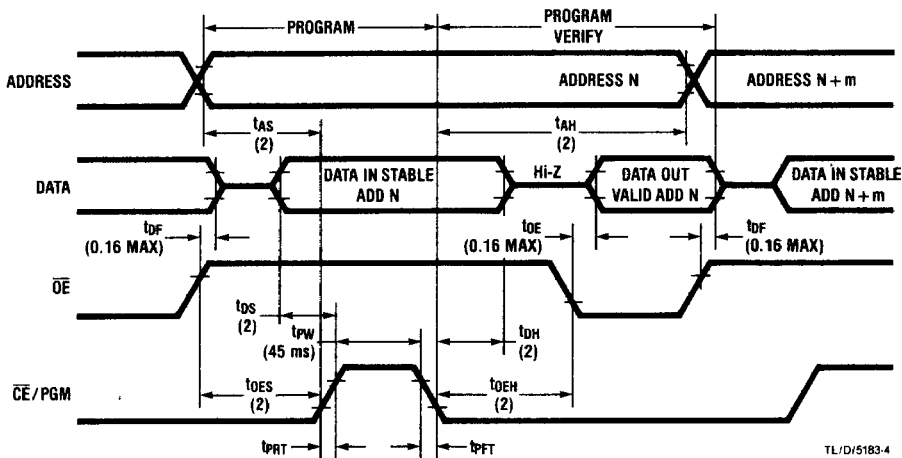 PROGRAM
PROGRAM
VERIFY
ADDRESS
ADDRESS N
ADDRESS N + m
tAS
(2)
tAH
(2)
DATA
DATA IN STABLE
ADD N
Hi-Z
DATA OUT
VALID ADD N
DATA IN STABLE
ADD N + m
tDF
(0.16 MAX)
tOE
(0.16 MAX)
tDF
(0.16 MAX)
OE
tDS
(2)
tPW
(45 ms)
tDH
(2)
CE/PGM
tOES
(2)
tOEH
(2)
tPRT
tPFT
TL/D/5183-4